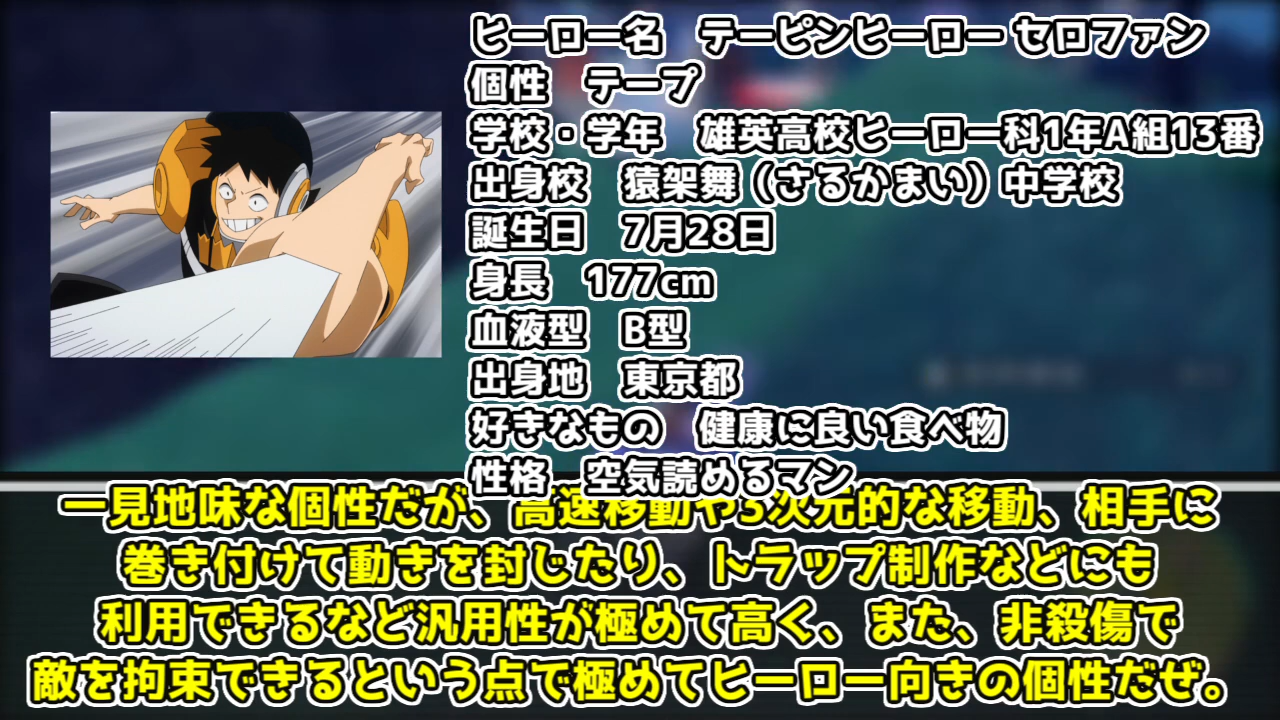 ヒーロー名　テーピンヒーロー セロファン
個性　テープ
学校・学年　雄英高校ヒーロー科1年A組13番
出身校　猿架舞（さるかまい）中学校
誕生日　7月28日
身長　177cm
血液型　B型
出身地　東京都
好きなもの　健康に良い食べ物
性格　空気読めるマン
一見地味な個性だが、高速移動や3次元的な移動、相手に
巻き付けて動きを封じたり、トラップ制作などにも
利用できるなど汎用性が極めて高く、また、非殺傷で
敵を拘束できるという点で極めてヒーロー向きの個性だぜ。